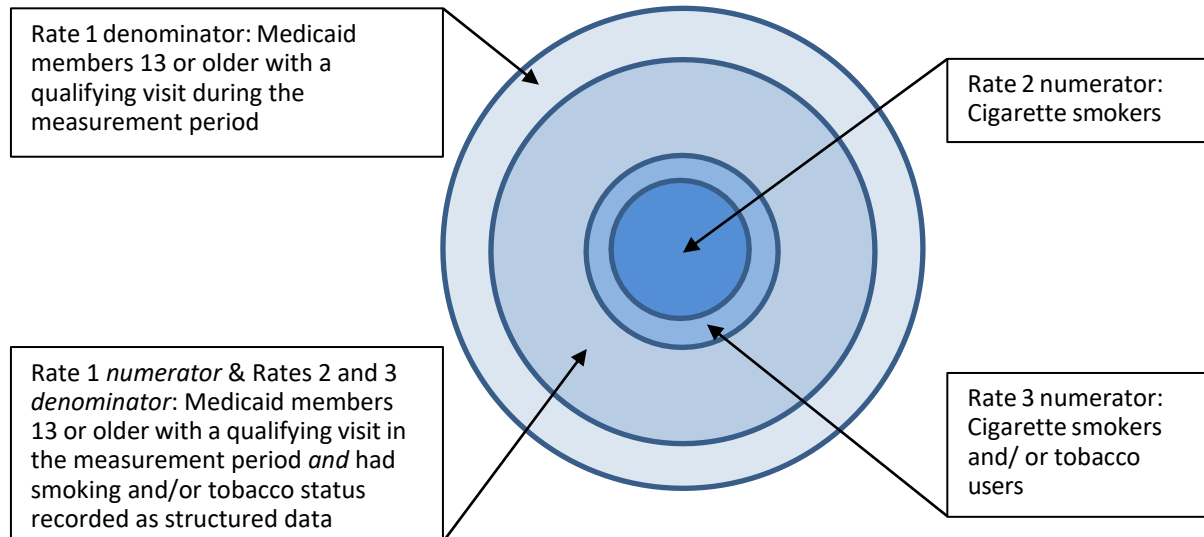 Rate 1 denominator: Medicaid
members 13 or older with a
qualifying visit during the
measurement period
Rate 2 numerator:
Cigarette smokers
Rate 1 numerator & Rates 2 and 3
denominator: Medicaid members
13 or older with a qualifying visit in
the measurement period and had
smoking and/or tobacco status
recorded as structured data
Rate 3 numerator:
Cigarette smokers
and/ or tobacco
users